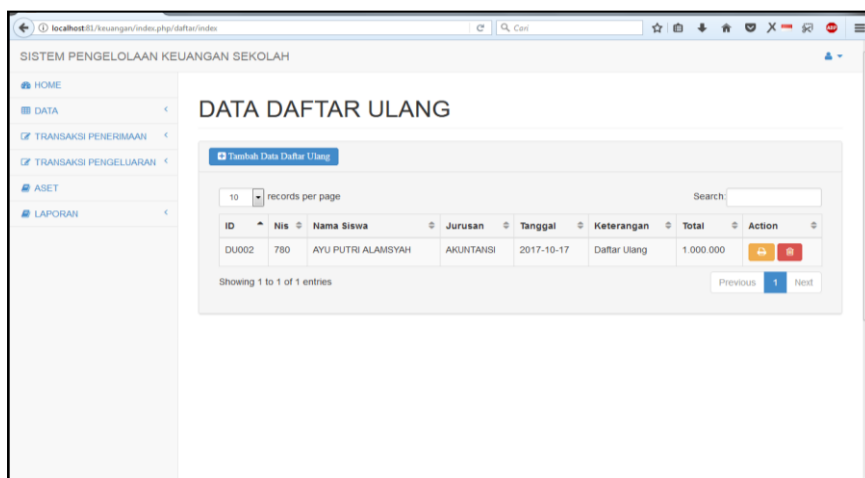 localhost:81/keuangan/index.php/daftar/index
Cari
SISTEM PENGELOLAAN KEUANGAN SEKOLAH
HOME
DATA
TRANSAKSI PENERIMAAN
TRANSAKSI PENGELUARAN
ASET
LAPORAN
DATA DAFTAR ULANG
Tambah Data Daftar Ulang
10 records per page Search:
ID Nis Nama Siswa Jurusan Tanggal Keterangan Total Action
DU002 780 AYU PUTRI ALAMSYAH AKUNTANSI 2017-10-17 Daftar Ulang 1.000.000
Showing 1 to 1 of 1 entries
Previous 1 Next